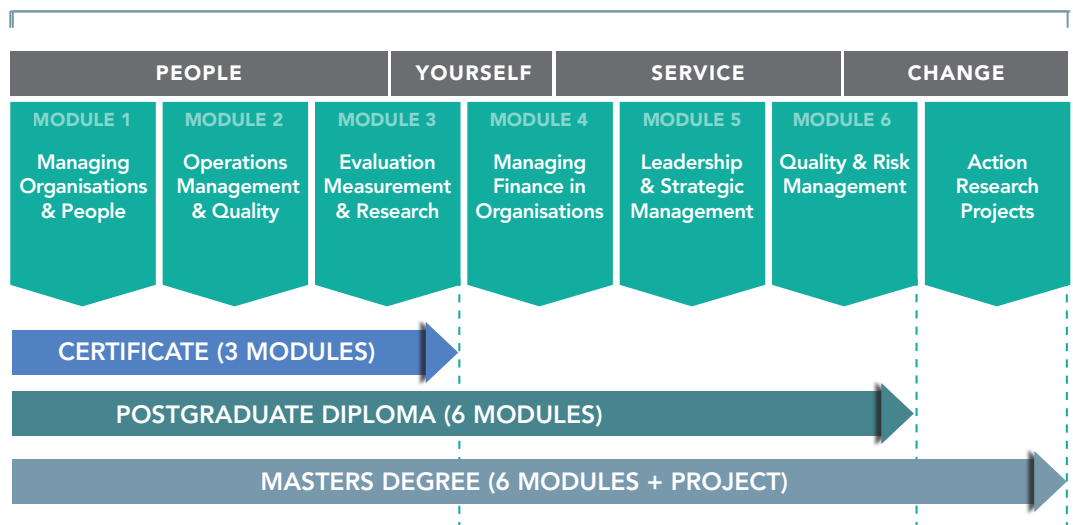 PEOPLE YOURSELF SERVICE CHANGE
MODULE 1
Managing
Organisations
& People
MODULE 2
Operations
Management
& Quality
MODULE 3
Evaluation
Measurement
& Research
MODULE 4
Managing
Finance in
Organisations
MODULE 5
Leadership
& Strategic
Management
MODULE 6
Quality & Risk
Management
Action
Research
Projects
CERTIFICATE (3 MODULES)
POSTGRADUATE DIPLOMA (6 MODULES)
MASTERS DEGREE (6 MODULES + PROJECT)